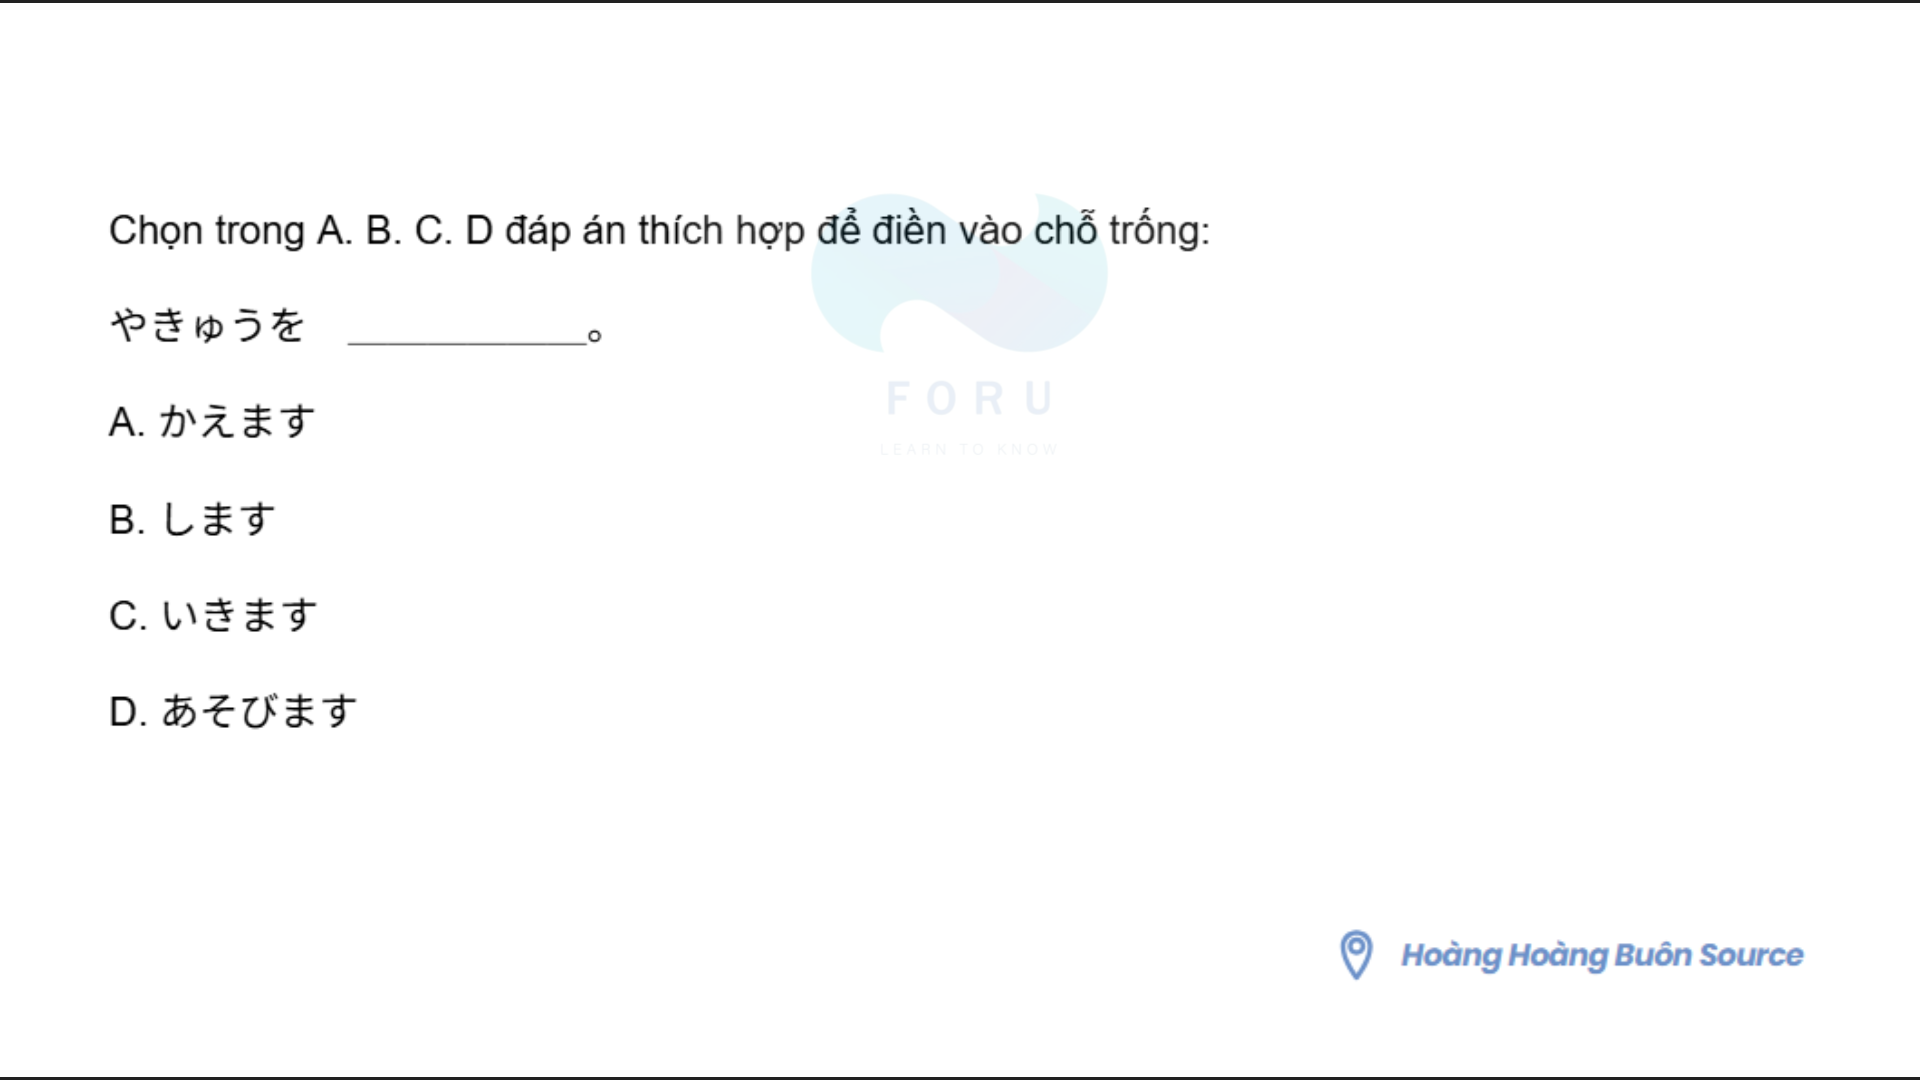 Chọn trong A. B. C. D đáp án thích hợp để điền vào chỗ trống:
やきゅうを ____________。
A. かえます
B. します
C. いきます
D. あそびます
FORU
LEARN TO KNOW
Hoàng Hoàng Buôn Source